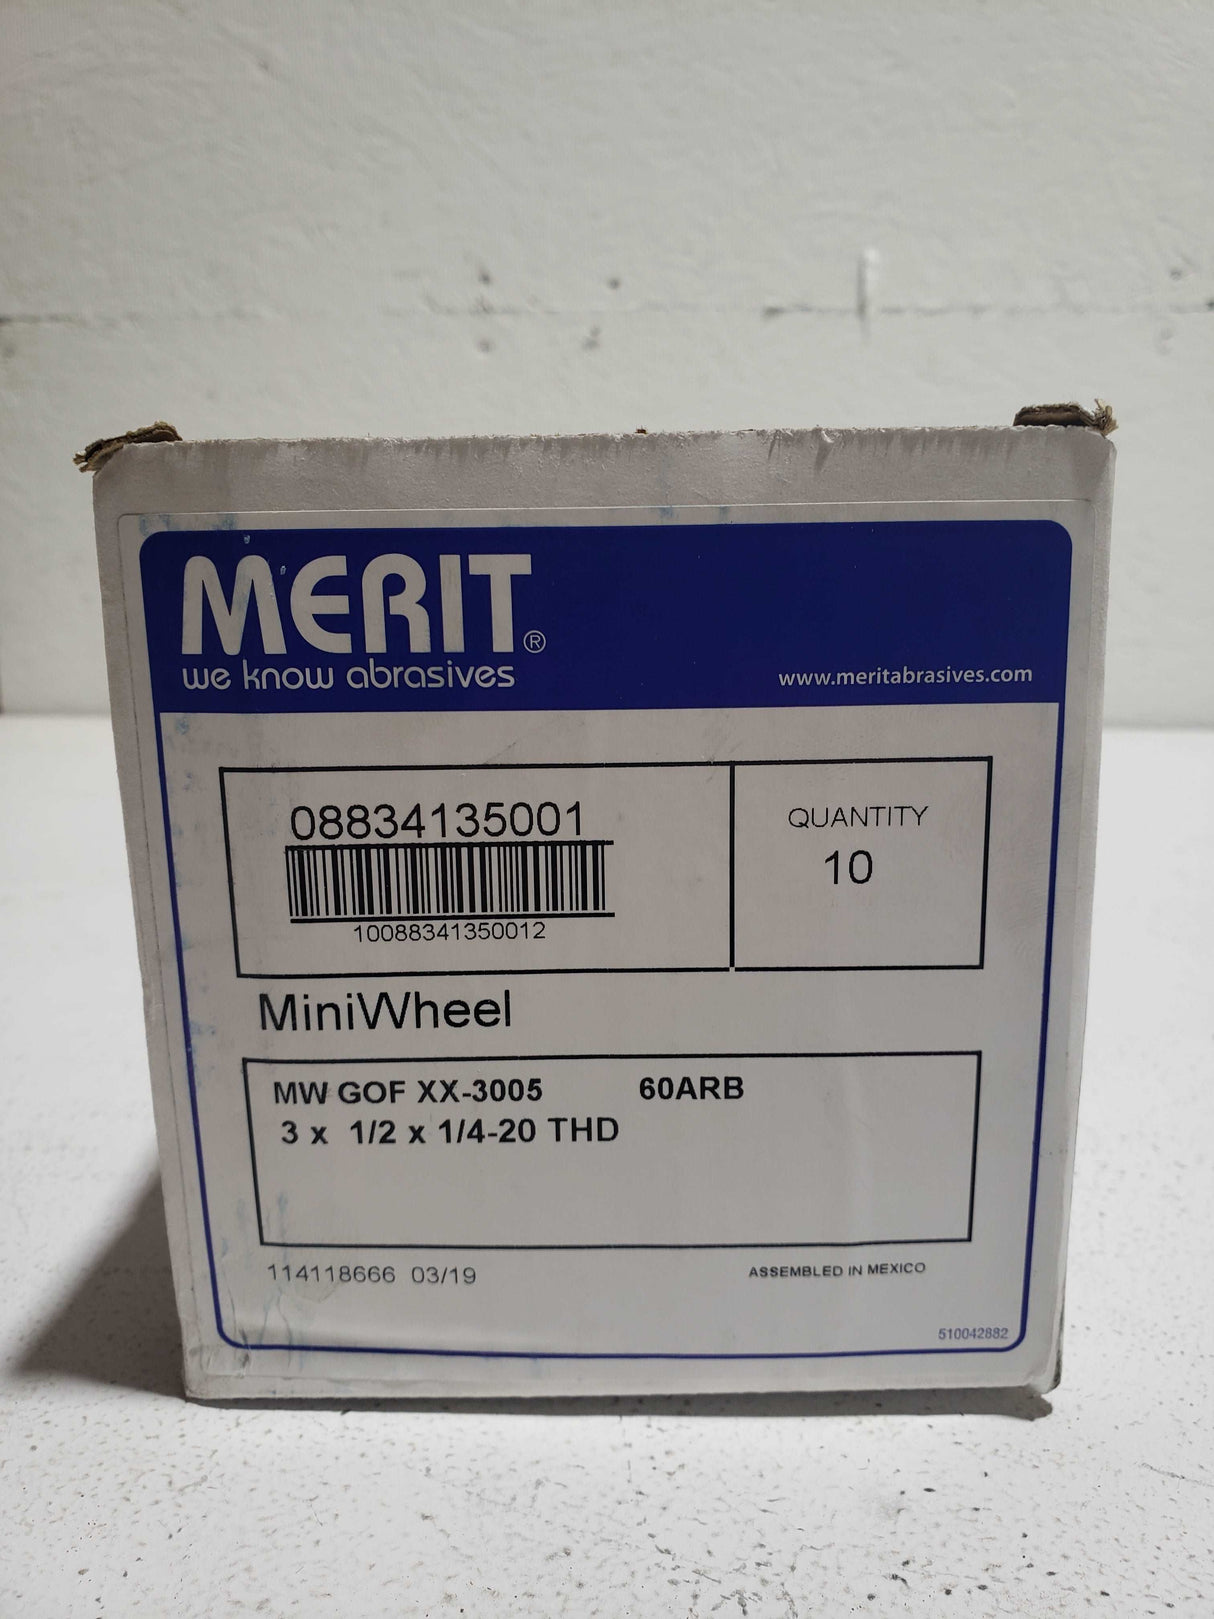 MERIT®
we know abrasives
www.meritabrasives.com
08834135001
10088341350012
QUANTITY
10
MiniWheel
MW GOF XX-3005 60ARB
3 x 1/2 x 1/4-20 THD
114118666 03/19
ASSEMBLED IN MEXICO
510042882